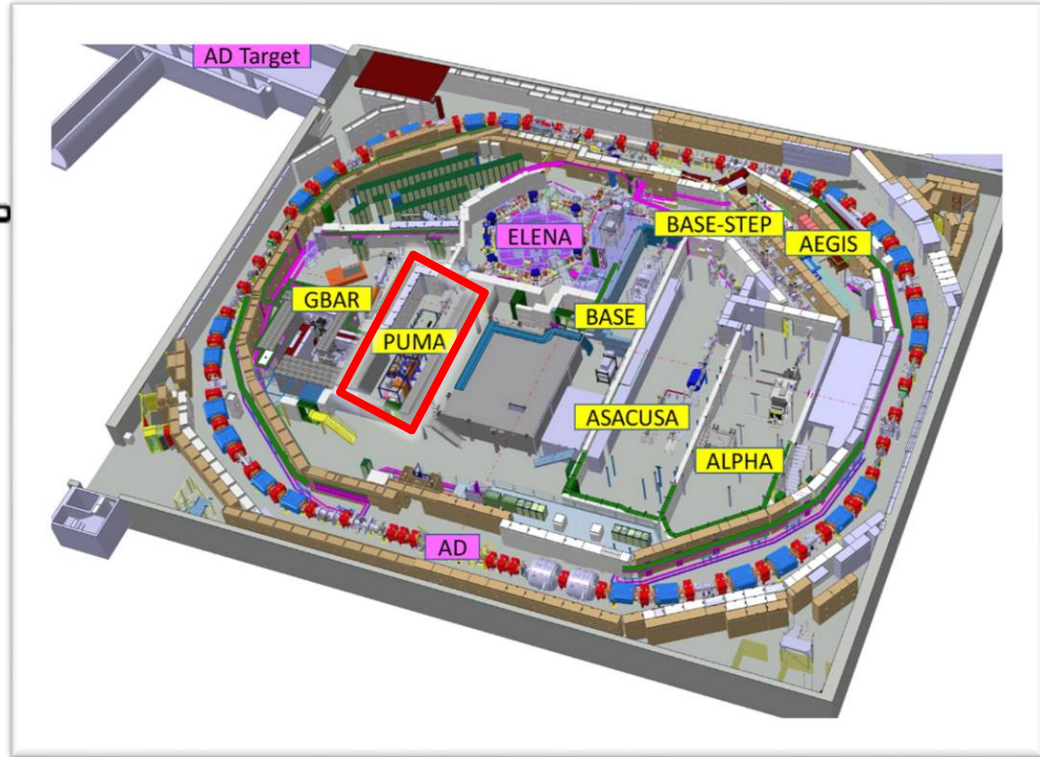 AD Target
ELENA
BASE-STEP
AEGIS
GBAR
PUMA
BASE
ASACUSA
ALPHA
AD